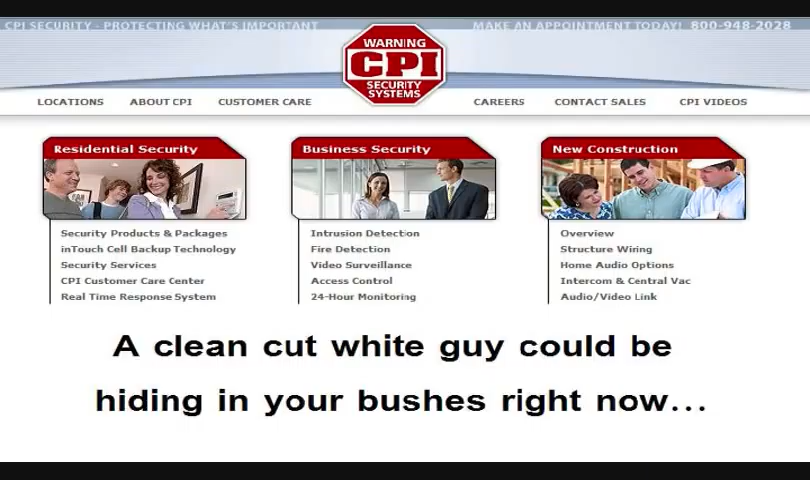 CPI SECURITY - PROTECTING WHAT'S IMPORTANT
MAKE AN APPOINTMENT TODAY! 800-948-2028
WARNING
CPI
SECURITY
SYSTEMS
LOCATIONS ABOUT CPI CUSTOMER CARE CAREERS CONTACT SALES CPI VIDEOS
Residential Security
Security Products & Packages
inTouch Cell Backup Technology
Security Services
CPI Customer Care Center
Real Time Response System
Business Security
Intrusion Detection
Fire Detection
Video Surveillance
Access Control
24-Hour Monitoring
New Construction
Overview
Structure Wiring
Home Audio Options
Intercom & Central Vac
Audio/Video Link
A clean cut white guy could be
hiding in your bushes right now...